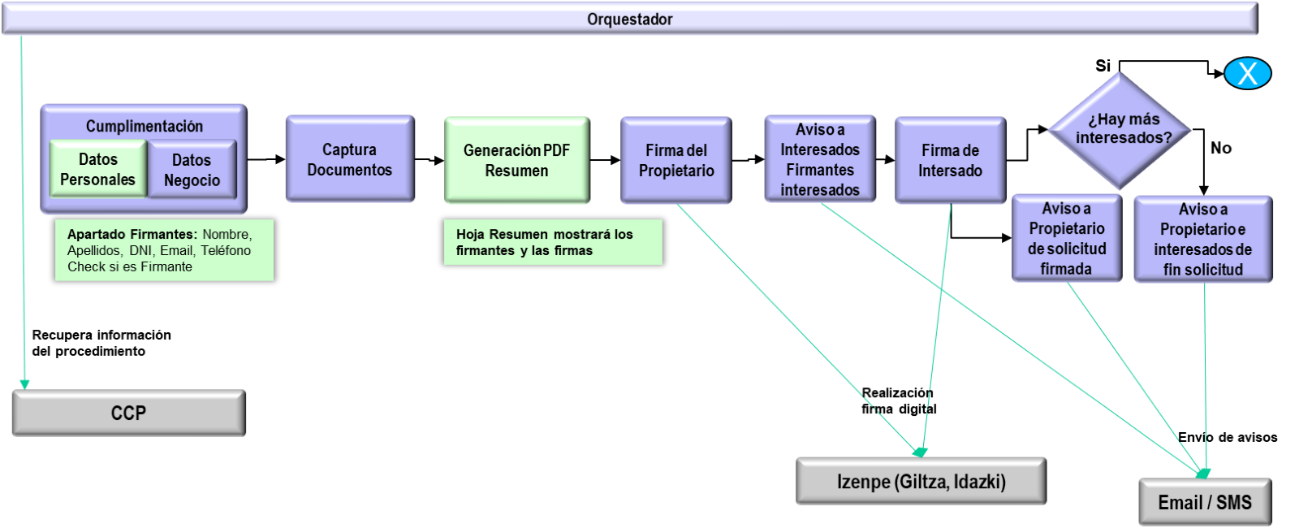 Orquestador
Si
X
¿Hay más
interesados?
No
Cumplimentación
Datos
Personales
Datos
Negocio
Captura
Documentos
Generación PDF
Resumen
Firma del
Propietario
Aviso a
Interesados
Firmantes
interesados
Firma de
Intersado
Apartado Firmantes: Nombre,
Apellidos, DNI, Email, Teléfono
Check si es Firmante
Hoja Resumen mostrará los
firmantes y las firmas
Aviso a
Propietario
de solicitud
firmada
Aviso a
Propietario e
interesados de
fin solicitud
Recupera información
del procedimiento
CCP
Realización
firma digital
Envío de avisos
Izenpe (Giltza, Idazki)
Email / SMS